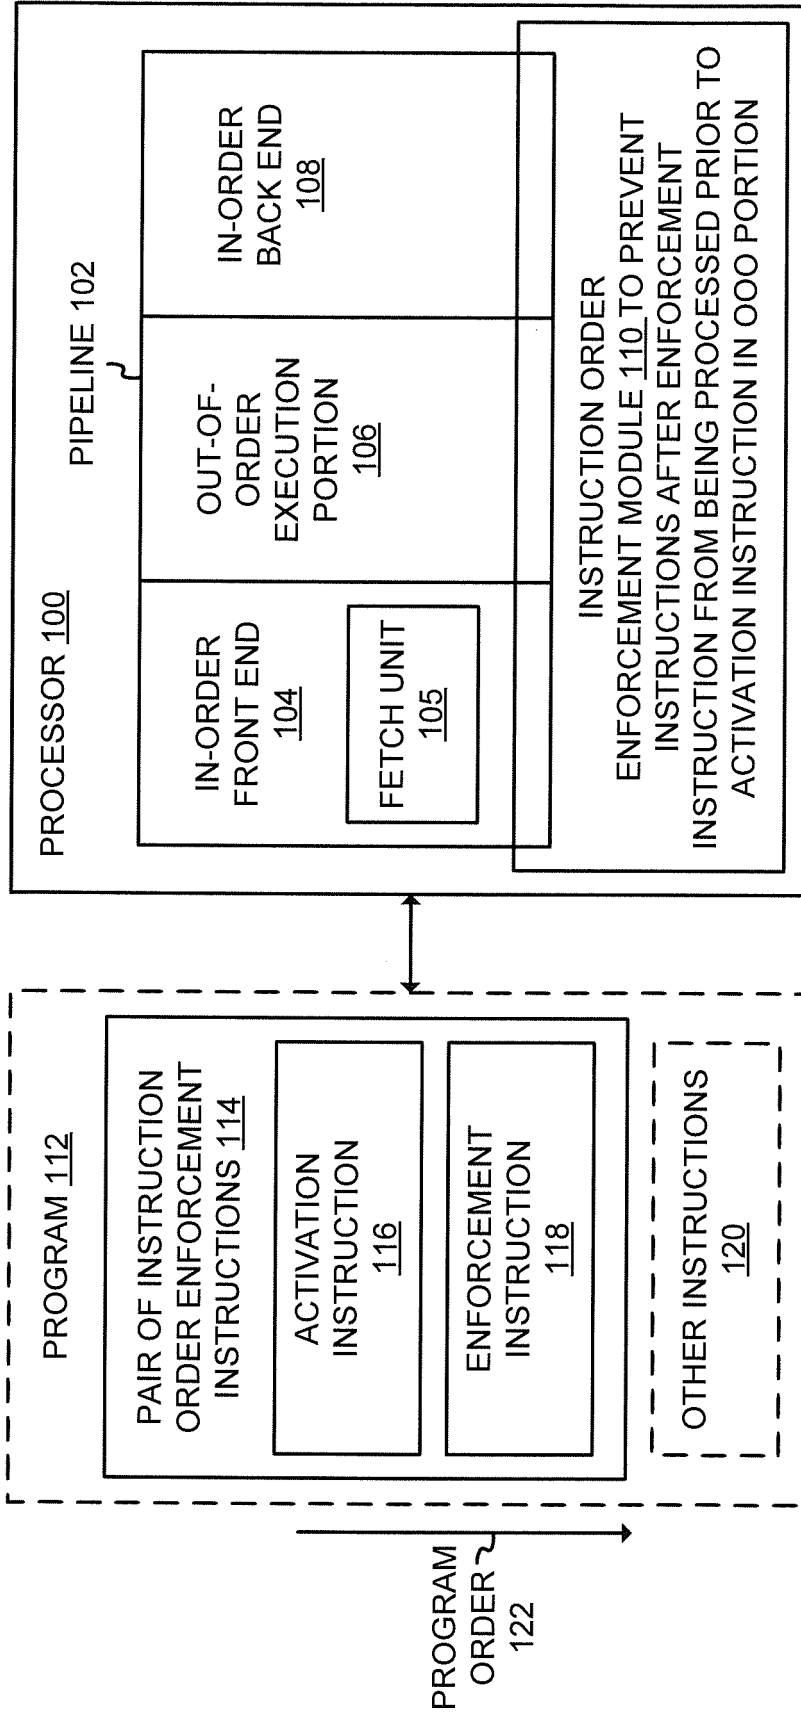 PROGRAM 112
PAIR OF INSTRUCTION
ORDER ENFORCEMENT
INSTRUCTIONS 114
ACTIVATION
INSTRUCTION
116
ENFORCEMENT
INSTRUCTION
118
OTHER INSTRUCTIONS
120
PROGRAM
ORDER
122
PROCESSOR 100
PIPELINE 102
IN-ORDER
FRONT END
104
FETCH UNIT
105
OUT-OF-
ORDER
EXECUTION
PORTION
106
IN-ORDER
BACK END
108
INSTRUCTION ORDER
ENFORCEMENT MODULE 110 TO PREVENT
INSTRUCTIONS AFTER ENFORCEMENT
INSTRUCTION FROM BEING PROCESSED PRIOR TO
ACTIVATION INSTRUCTION IN OOO PORTION